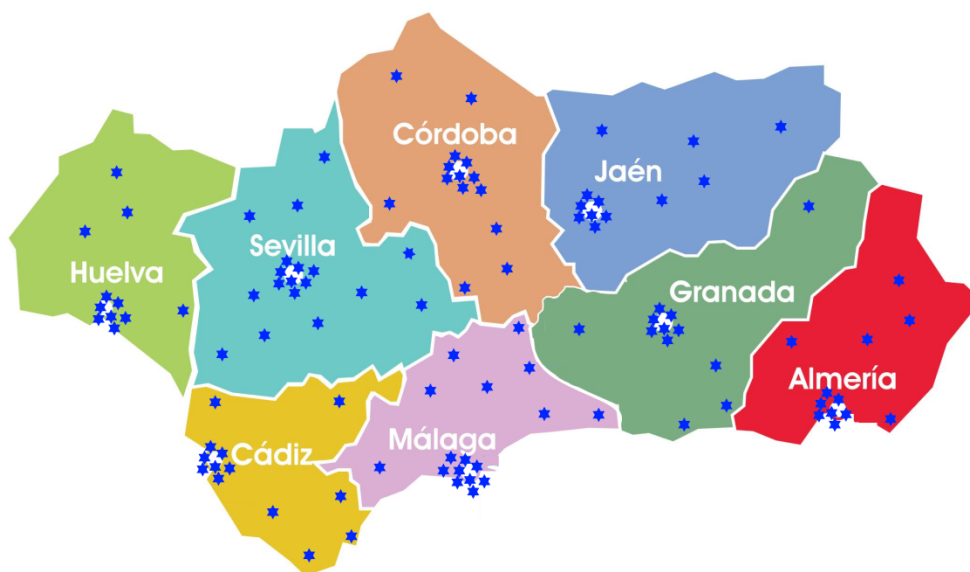 Córdoba
Jaén
Sevilla
Huelva
Granada
Almería
Málaga
Cádiz